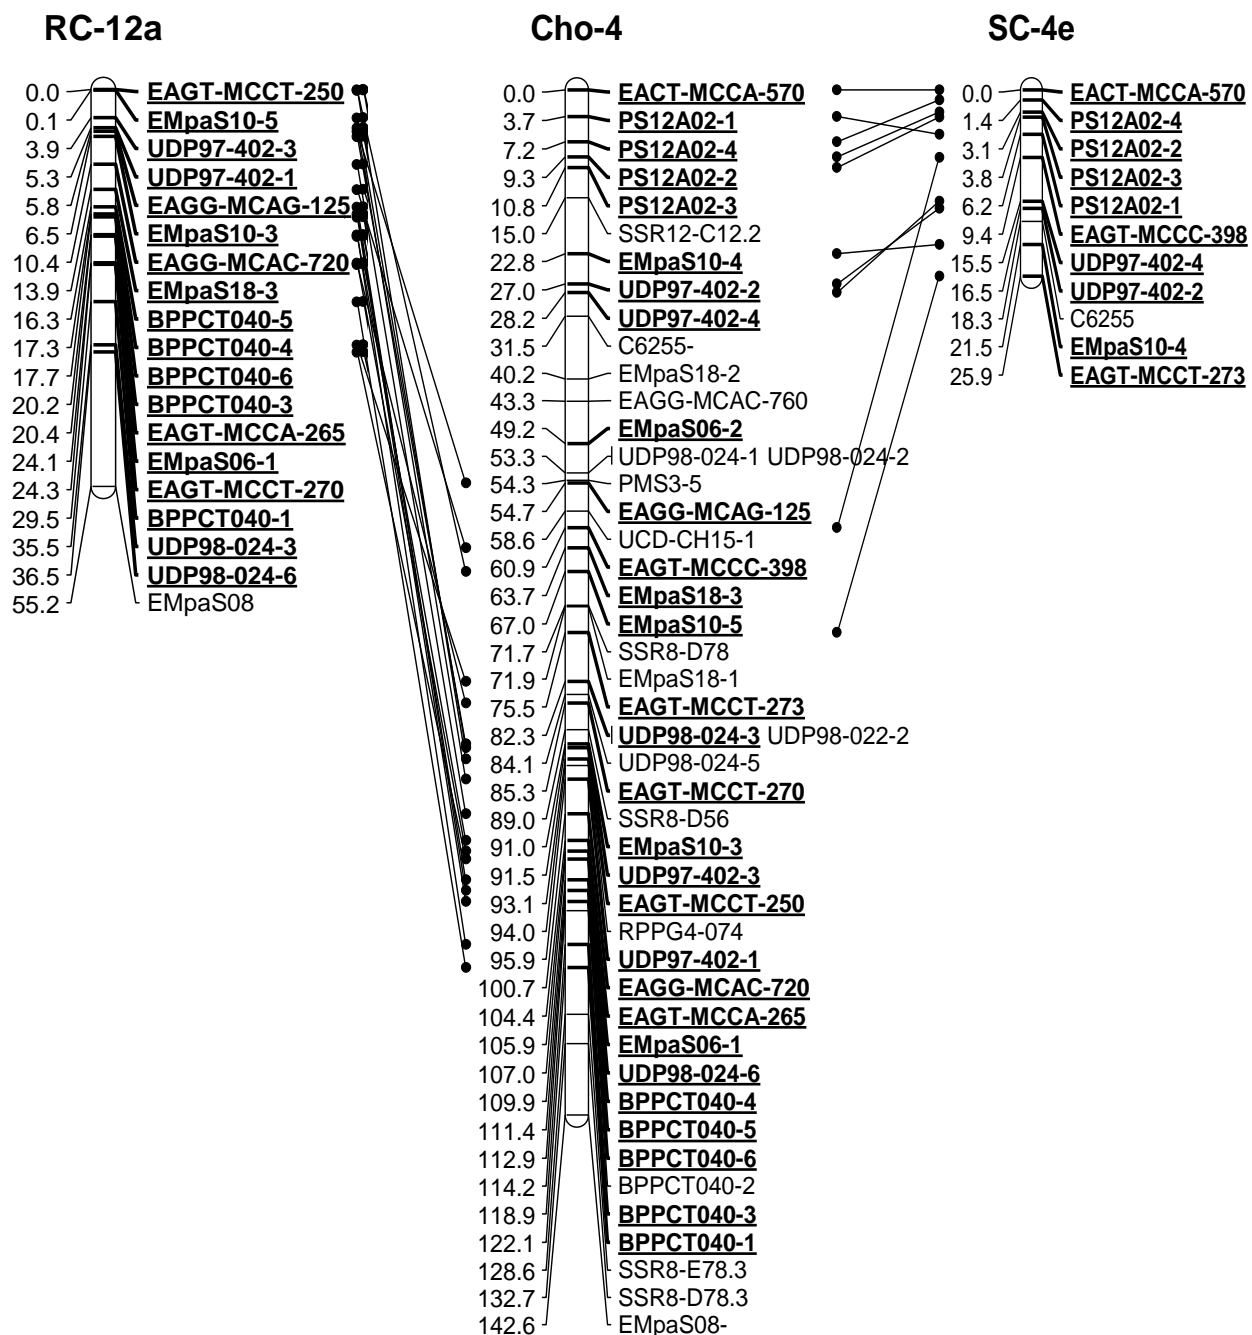 RC-12a
0.0 EAGT-MCCT-250
0.1 EMpaS10-5
3.9 UDP97-402-3
5.3 UDP97-402-1
5.8 EAGG-MCAG-125
6.5 EMpaS10-3
10.4 EAGG-MCAC-720
13.9 EMpaS18-3
16.3 BPPCT040-5
17.3 BPPCT040-4
17.7 BPPCT040-6
20.2 BPPCT040-3
20.4 EAGT-MCCA-265
24.1 EMpaS06-1
24.3 EAGT-MCCT-270
29.5 BPPCT040-1
35.5 UDP98-024-3
36.5 UDP98-024-6
55.2 EMpaS08
Cho-4
0.0 EACT-MCCA-570
3.7 PS12A02-1
7.2 PS12A02-4
9.3 PS12A02-2
10.8 PS12A02-3
15.0 SSR12-C12.2
22.8 EMpaS10-4
27.0 UDP97-402-2
28.2 UDP97-402-4
31.5 C6255-
40.2 EMpaS18-2
43.3 EAGG-MCAC-760
49.2 EMpaS06-2
53.3 UDP98-024-1 UDP98-024-2
54.3 PMS3-5
54.7 EAGG-MCAG-125
58.6 UCD-CH15-1
60.9 EAGT-MCCC-398
63.7 EMpaS18-3
67.0 EMpaS10-5
71.7 SSR8-D78
71.9 EMpaS18-1
75.5 EAGT-MCCT-273
82.3 UDP98-024-3 UDP98-022-2
84.1 UDP98-024-5
85.3 EAGT-MCCT-270
89.0 SSR8-D56
91.0 EMpaS10-3
91.5 UDP97-402-3
93.1 EAGT-MCCT-250
94.0 RPPG4-074
95.9 UDP97-402-1
100.7 EAGG-MCAC-720
104.4 EAGT-MCCA-265
105.9 EMpaS06-1
107.0 UDP98-024-6
109.9 BPPCT040-4
111.4 BPPCT040-5
112.9 BPPCT040-6
114.2 BPPCT040-2
118.9 BPPCT040-3
122.1 BPPCT040-1
128.6 SSR8-E78.3
132.7 SSR8-D78.3
142.6 EMpaS08-
SC-4e
0.0 EACT-MCCA-570
1.4 PS12A02-4
3.1 PS12A02-2
3.8 PS12A02-3
6.2 PS12A02-1
9.4 EAGT-MCCC-398
15.5 UDP97-402-4
16.5 UDP97-402-2
18.3 C6255
21.5 EMpaS10-4
25.9 EAGT-MCCT-273